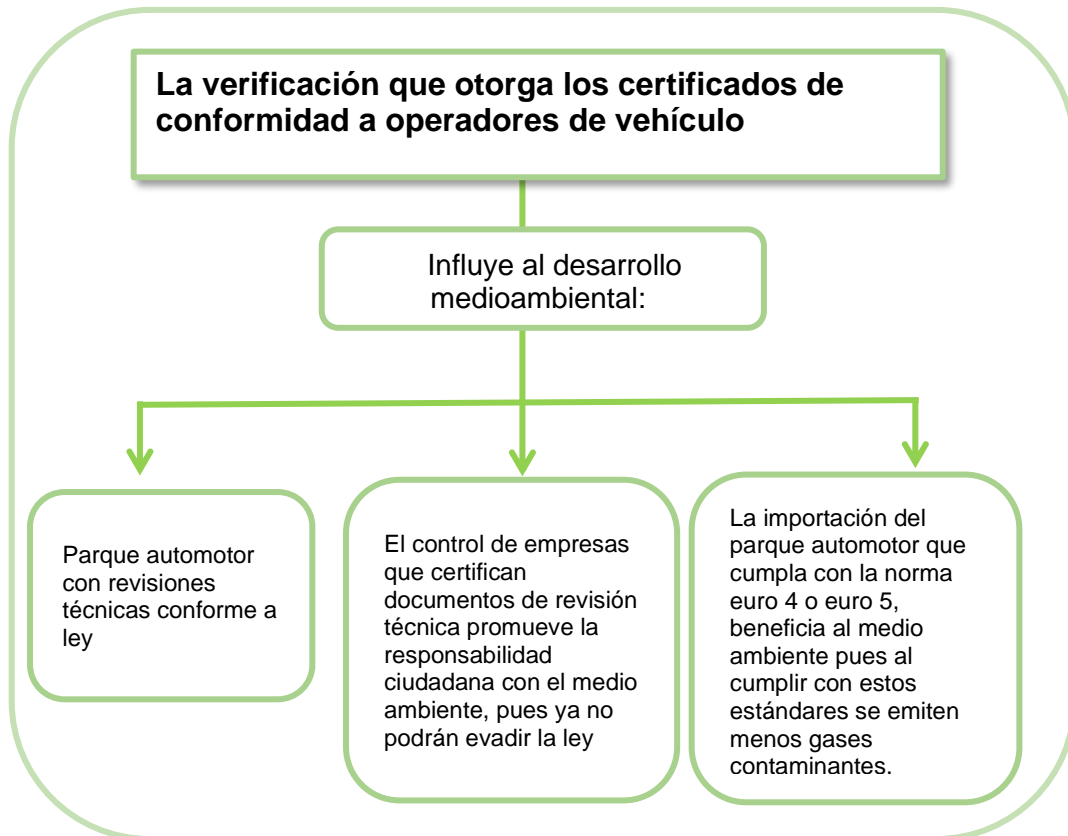 La verificación que otorga los certificados de
conformidad a operadores de vehículo
Influye al desarrollo
medioambiental:
Parque automotor
con revisiones
técnicas conforme a
ley
El control de empresas
que certifican
documentos de revisión
técnica promueve la
responsabilidad
ciudadana con el medio
ambiente, pues ya no
podrán evadir la ley
La importación del
parque automotor que
cumpla con la norma
euro 4 o euro 5,
beneficia al medio
ambiente pues al
cumplir con estos
estándares se emiten
menos gases
contaminantes.